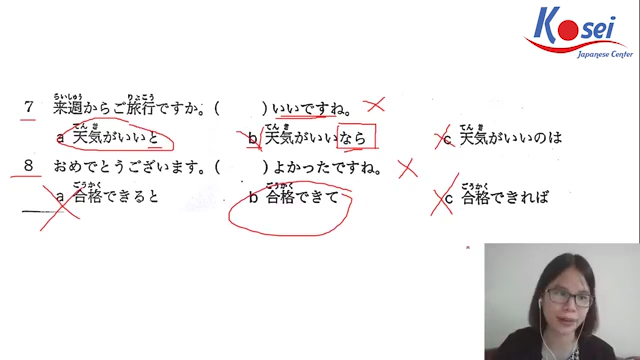 Kosei
Japanese Center
7 来週からご旅行ですか。( )いいですね。
らいしゅう りょこう
a 天気がいいと b 天気がいいなら c 天気がいいのは
てんき てんき てんき
8 おめでとうございます。( )よかったですね。
a 合格できると b 合格できて c 合格できれば
ごうかく ごうかく ごうかく